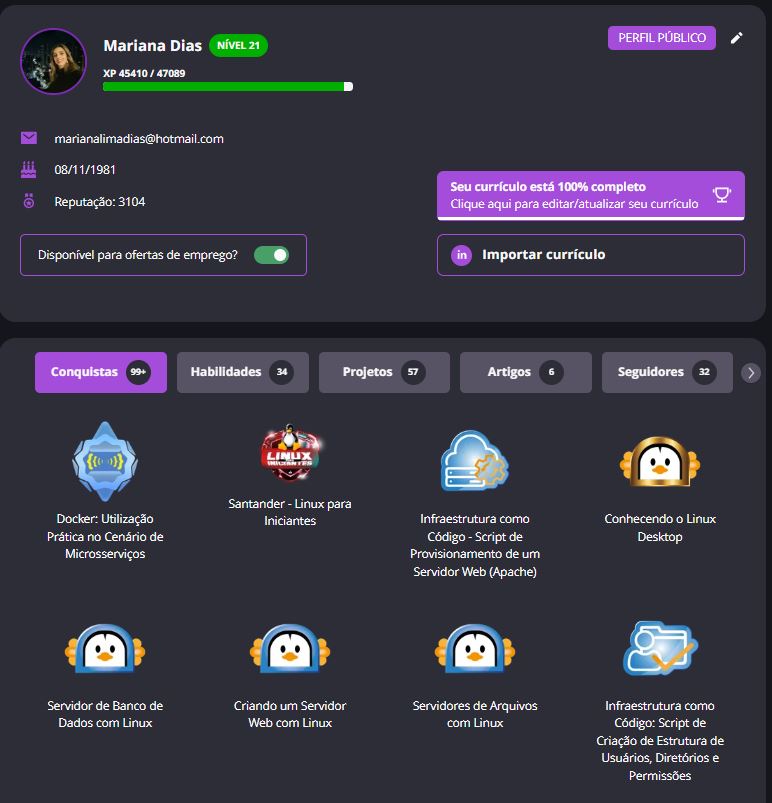 Mariana Dias NÍVEL 21
PERFIL PÚBLICO
XP 45410 / 47089
marianalimadias@hotmail.com
08/11/1981
Reputação: 3104
Seu currículo está 100% completo
Clique aqui para editar/atualizar seu currículo
Disponível para ofertas de emprego?
in Importar currículo
Conquistas 99+
Habilidades 34
Projetos 57
Artigos 6
Seguidores 32
Docker: Utilização
Prática no Cenário de
Microsserviços
LINUX
INICIANTES
Santander - Linux para
Iniciantes
Infraestrutura como
Código - Script de
Provisionamento de um
Servidor Web (Apache)
Conhecendo o Linux
Desktop
Servidor de Banco de
Dados com Linux
Criando um Servidor
Web com Linux
Servidores de Arquivos
com Linux
Infraestrutura como
Código: Script de
Criação de Estrutura de
Usuários, Diretórios e
Permissões